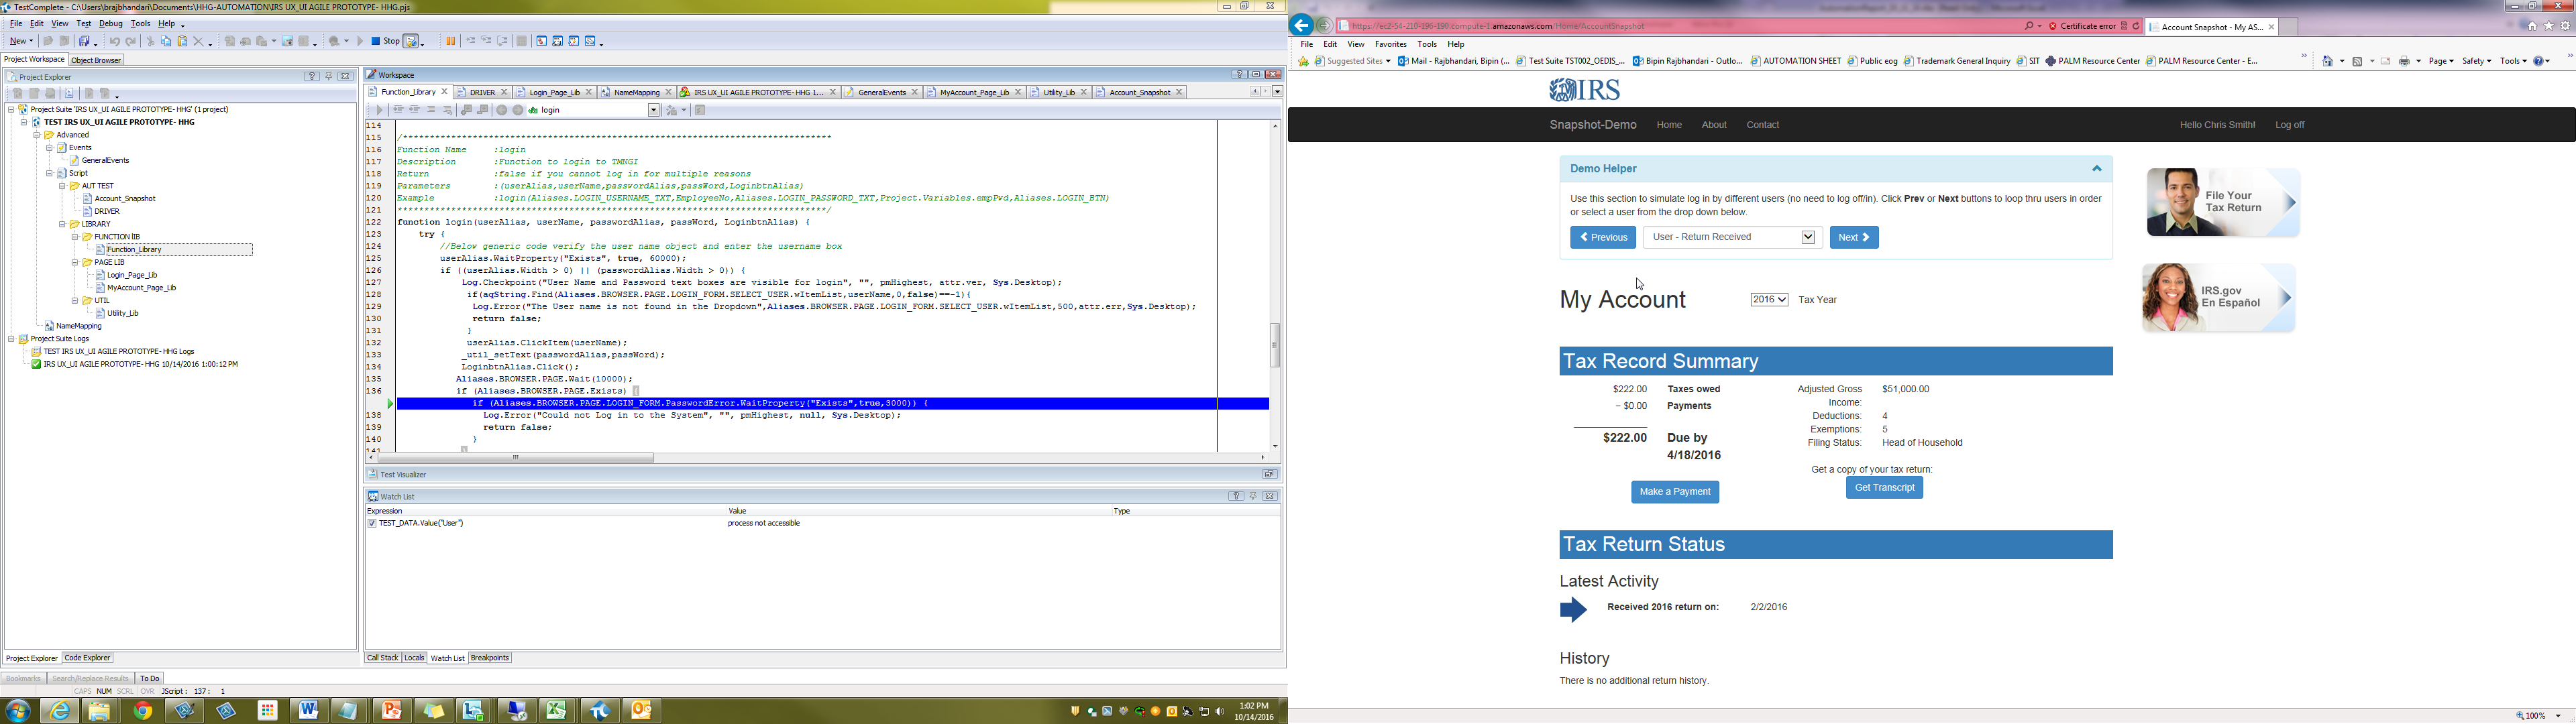 TestComplete - C:\Users\brajbhandari\Documents\HHG-AUTOMATION\IRS UX_UI AGILE PROTOTYPE- HHG.pjs
File Edit View Test Debug Tools Help
New Stop
Project Workspace Object Browser
Project Explorer
Project Suite 'IRS UX_UI AGILE PROTOTYPE-HHG' (1 project)
TEST IRS UX_UI AGILE PROTOTYPE- HHG
Advanced
Events
GeneralEvents
Script
AUT TEST
Account_Snapshot
DRIVER
LIBRARY
FUNCTION lIB
Function_Library
PAGE LIB
Login_Page_Lib
MyAccount_Page_Lib
UTIL
Utility_Lib
NameMapping
Project Suite Logs
TEST IRS UX_UI AGILE PROTOTYPE- HHG Logs
IRS UX_UI AGILE PROTOTYPE- HHG 10/14/2016 1:00:12 PM
Project Explorer Code Explorer
Bookmarks Search/Replace Results To Do
CAPS NUM SCRL OVR JScript : 137 : 1
Workspace
Function_Library DRIVER Login_Page_Lib NameMapping IRS UX_UI AGILE PROTOTYPE- HHG 1... GeneralEvents MyAccount_Page_Lib Utility_Lib Account_Snapshot
login
114
115
116 Function Name :login
117 Description :Function to login to TMNGI
118 Return :false if you cannot log in for multiple reasons
119 Parameters :(userAlias,userName,passwordAlias,passWord,LoginbtnAlias)
120 Example :login(Aliases.LOGIN_USERNAME_TXT,EmployeeNo,Aliases.LOGIN_PASSWORD_TXT,Project.Variables.empPwd,Aliases.LOGIN_BTN)
121
122 function login(userAlias, userName, passwordAlias, passWord, LoginbtnAlias) {
123 try {
124 //Below generic code verify the user name object and enter the username box
125 userAlias.WaitProperty("Exists", true, 60000);
126 if ((userAlias.Width > 0) || (passwordAlias.Width > 0)) {
127 Log.Checkpoint("User Name and Password text boxes are visible for login", "", pmHighest, attr.ver, Sys.Desktop);
128 if(aqString.Find(Aliases.BROWSER.PAGE.LOGIN_FORM.SELECT_USER.wItemList,userName,0,false)==-1){
129 Log.Error("The User name is not found in the Dropdown",Aliases.BROWSER.PAGE.LOGIN_FORM.SELECT_USER.wItemList,500,attr.err,Sys.Desktop);
130 return false;
131 }
132 userAlias.ClickItem(userName);
133 _util_setText(passwordAlias,passWord);
134 LoginbtnAlias.Click();
135 Aliases.BROWSER.PAGE.Wait(10000);
136 if (Aliases.BROWSER.PAGE.Exists) {
if (Aliases.BROWSER.PAGE.LOGIN_FORM.PasswordError.WaitProperty("Exists",true,3000)) {
138 Log.Error("Could not Log in to the System", "", pmHighest, null, Sys.Desktop);
139 return false;
140 }
141 }
Test Visualizer
Watch List
Expression Value Type
TEST_DATA.Value("User") process not accessible
Call Stack Locals Watch List Breakpoints
1:02 PM
10/14/2016
https://ec2-54-210-196-190.compute-1.amazonaws.com/Home/AccountSnapshot Certificate error Account Snapshot - My AS...
File Edit View Favorites Tools Help
Suggested Sites Mail - Rajbhandari, Bipin (... Test Suite TST002_OEDIS_... Bipin Rajbhandari - Outlo... AUTOMATION SHEET Public eog Trademark General Inquiry SIT PALM Resource Center PALM Resource Center - E... Page Safety Tools
IRS
Snapshot-Demo Home About Contact Hello Chris Smith! Log off
Demo Helper
Use this section to simulate log in by different users (no need to log off/in). Click Prev or Next buttons to loop thru users in order
or select a user from the drop down below.
Previous User - Return Received Next
My Account 2016 Tax Year
Tax Record Summary
$222.00 Taxes owed Adjusted Gross Income: $51,000.00
− $0.00 Payments
Deductions: 4
Exemptions: 5
$222.00 Due by 4/18/2016 Filing Status: Head of Household
Get a copy of your tax return:
Make a Payment Get Transcript
Tax Return Status
Latest Activity
Received 2016 return on: 2/2/2016
History
There is no additional return history.
File Your
Tax Return
IRS.gov
En Español
100%